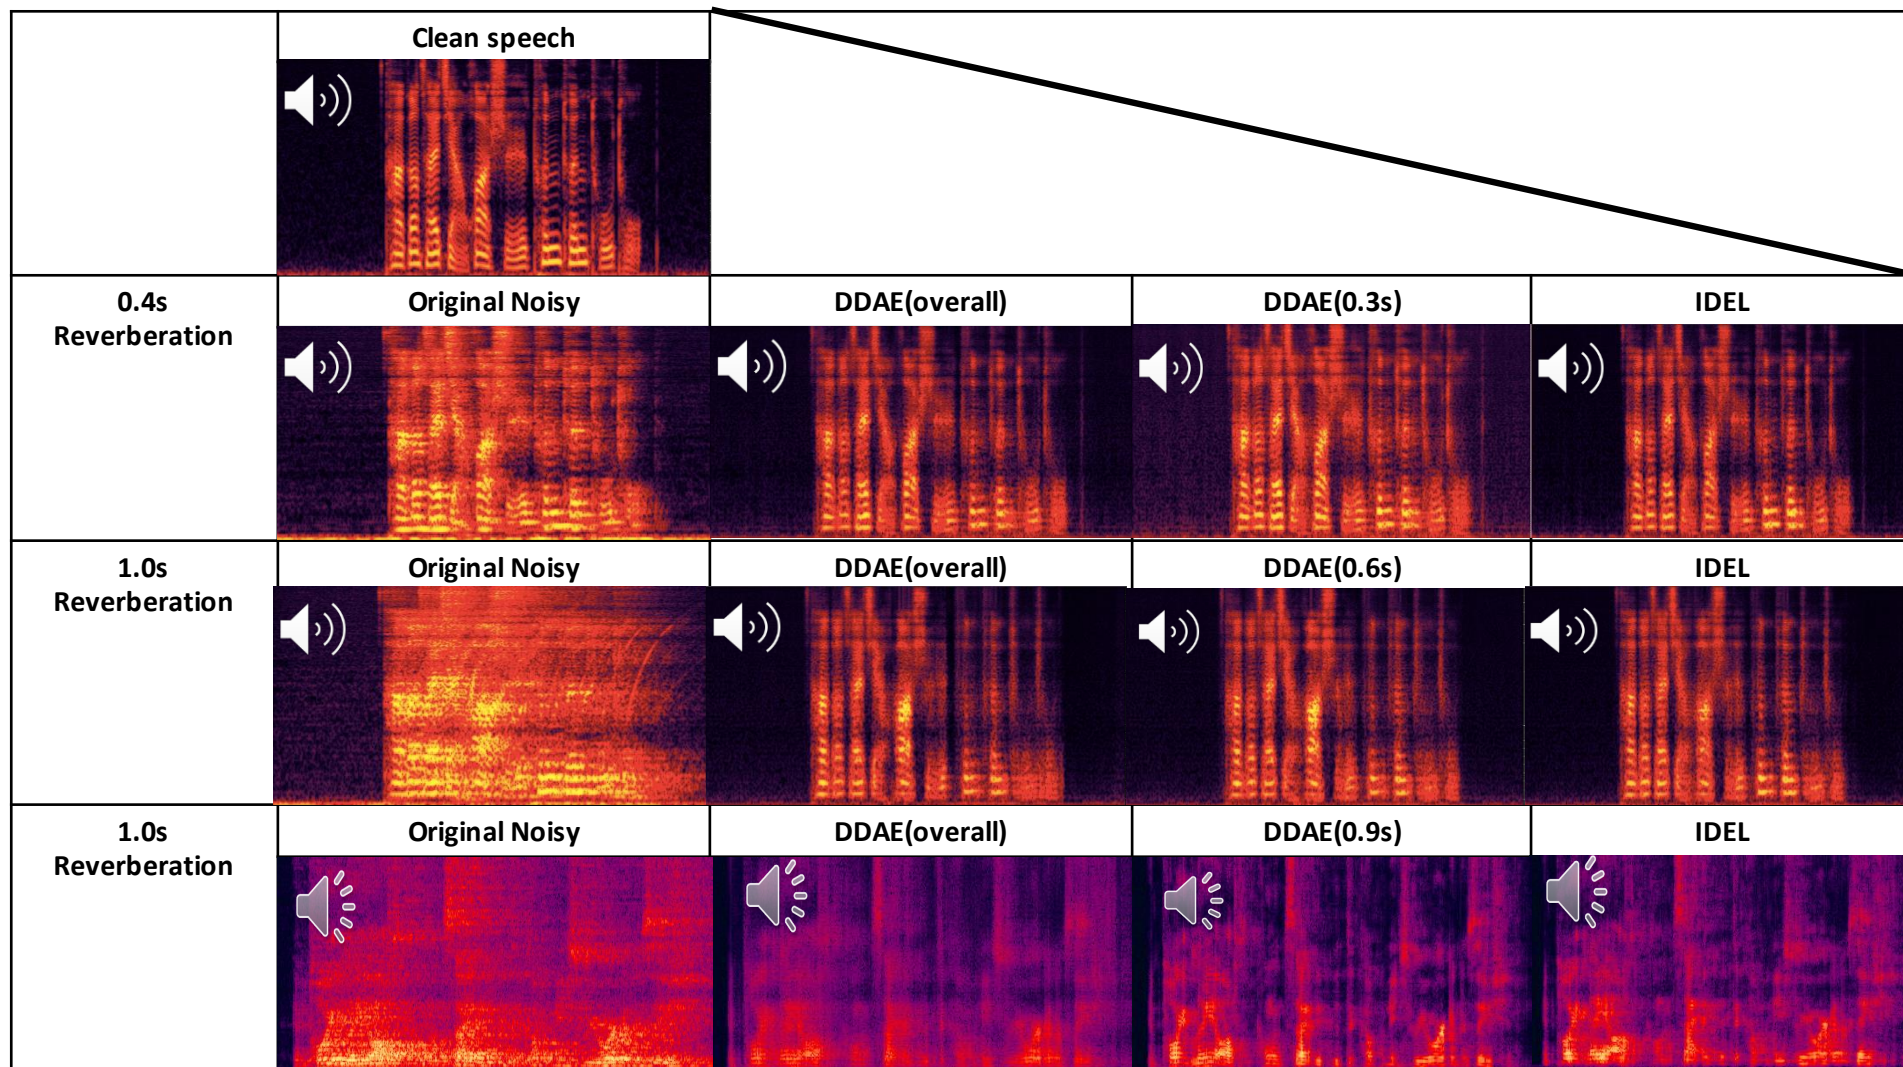 Clean speech
0.4s
Reverberation
Original Noisy
DDAE(overall)
DDAE(0.3s)
IDEL
1.0s
Reverberation
Original Noisy
DDAE(overall)
DDAE(0.6s)
IDEL
1.0s
Reverberation
Original Noisy
DDAE(overall)
DDAE(0.9s)
IDEL